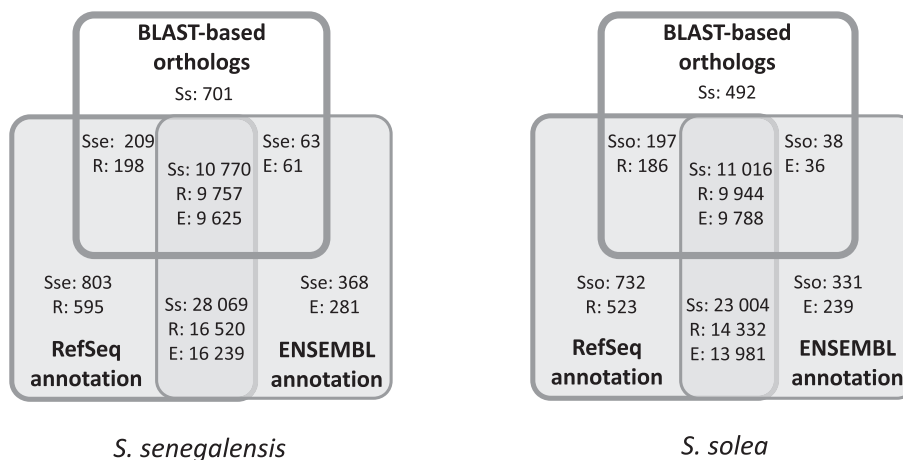 BLAST-based
orthologs
Ss: 701
Sse: 209
R: 198
Ss: 10 770
R: 9 757
E: 9 625
Sse: 63
E: 61
Sse: 803
R: 595
Ss: 28 069
R: 16 520
E: 16 239
Sse: 368
E: 281
RefSeq
annotation
ENSEMBL
annotation
S. senegalensis
BLAST-based
orthologs
Ss: 492
Sso: 197
R: 186
Ss: 11 016
R: 9 944
E: 9 788
Sso: 38
E: 36
Sso: 732
R: 523
Ss: 23 004
R: 14 332
E: 13 981
Sso: 331
E: 239
RefSeq
annotation
ENSEMBL
annotation
S. solea